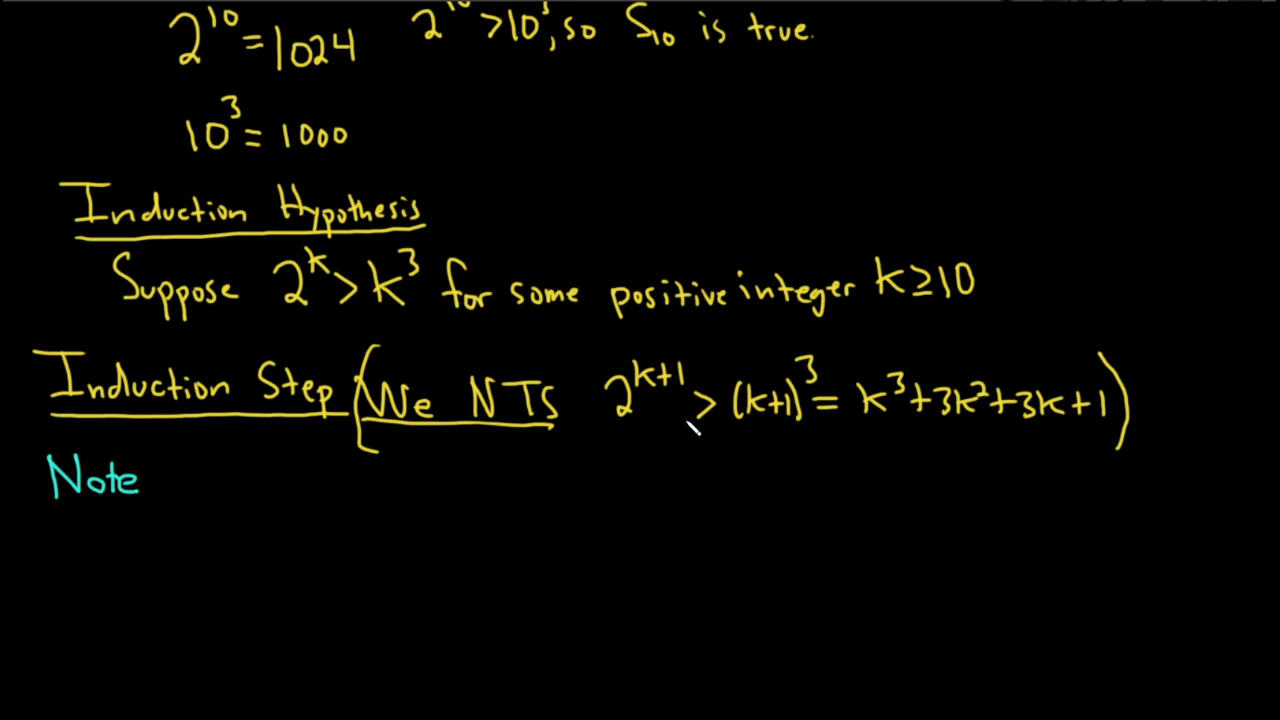 2^10 = 1024 2^10 > 10^3, so S_10 is true.
10^3 = 1000
Induction Hypothesis
Suppose 2^k > k^3 for some positive integer k ≥ 10
Induction Step (We NTS 2^{k+1} > (k+1)^3 = k^3 + 3k^2 + 3k + 1)
Note